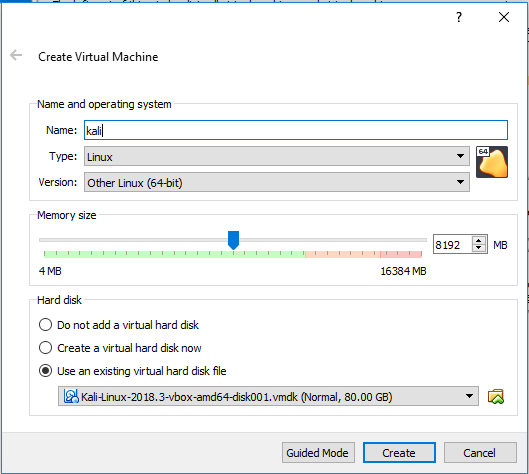 ?
Create Virtual Machine
Name and operating system
Name: kali
Type: Linux
64
Version: Other Linux (64-bit)
Memory size
8192 MB
4 MB 16384 MB
Hard disk
Do not add a virtual hard disk
Create a virtual hard disk now
Use an existing virtual hard disk file
Kali-Linux-2018.3-vbox-amd64-disk001.vmdk (Normal, 80.00 GB)
Guided Mode Create Cancel